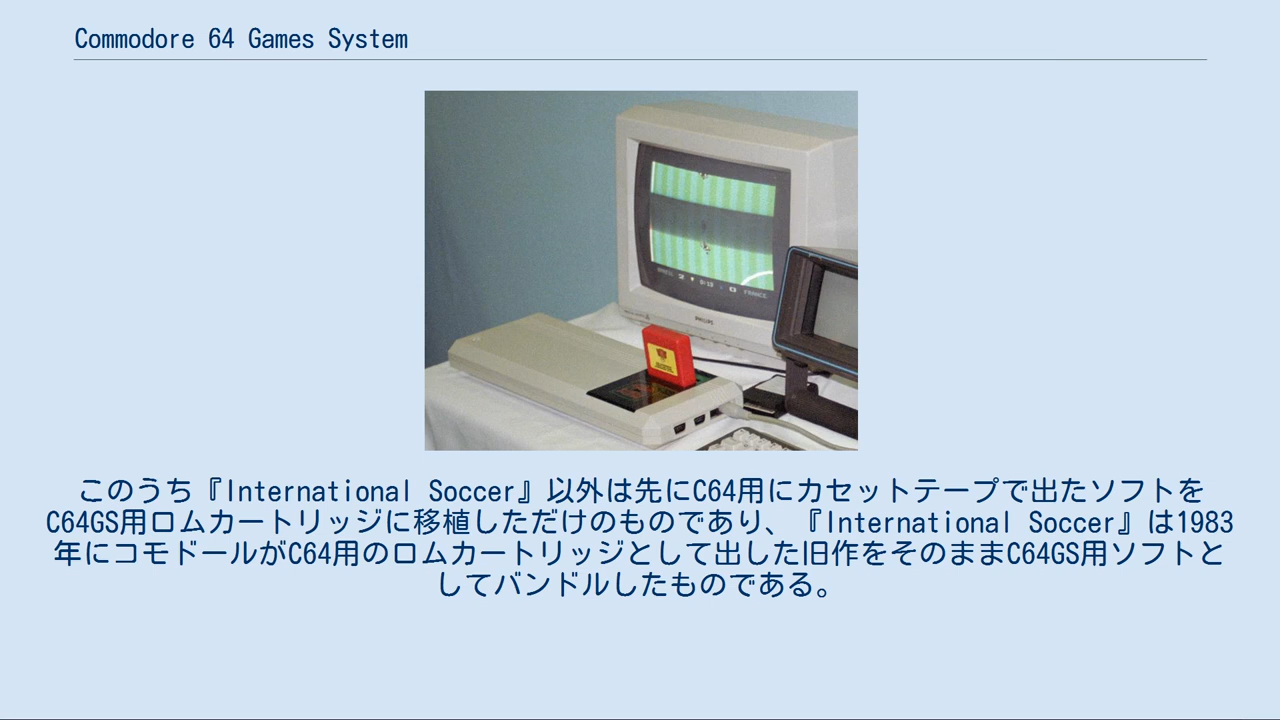 Commodore 64 Games System
PHILIPS
このうち『International Soccer』以外は先にC64用にカセットテープで出たソフトを
C64GS用ロムカートリッジに移植しただけのものであり、『International Soccer』は1983
年にコモドールがC64用のロムカートリッジとして出した旧作をそのままC64GS用ソフトと
してバンドルしたものである。